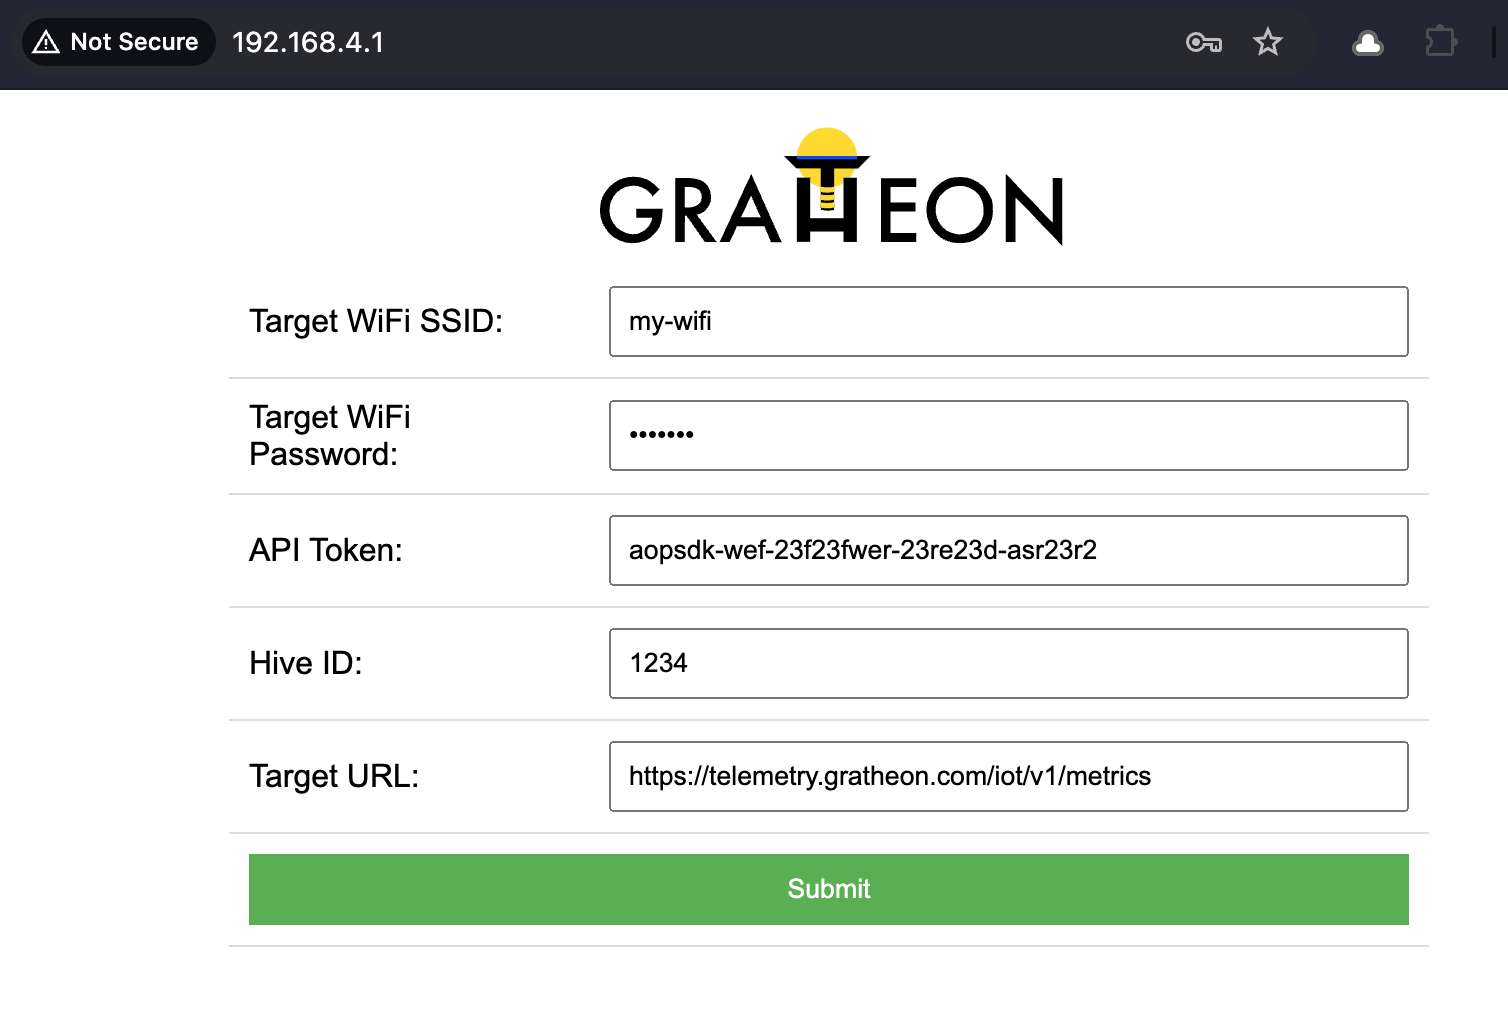 Not Secure 192.168.4.1
GRATHEON
Target WiFi SSID: my-wifi
Target WiFi
Password: •••••••
API Token: aopsdk-wef-23f23fwer-23re23d-asr23r2
Hive ID: 1234
Target URL: https://telemetry.gratheon.com/iot/v1/metrics
Submit